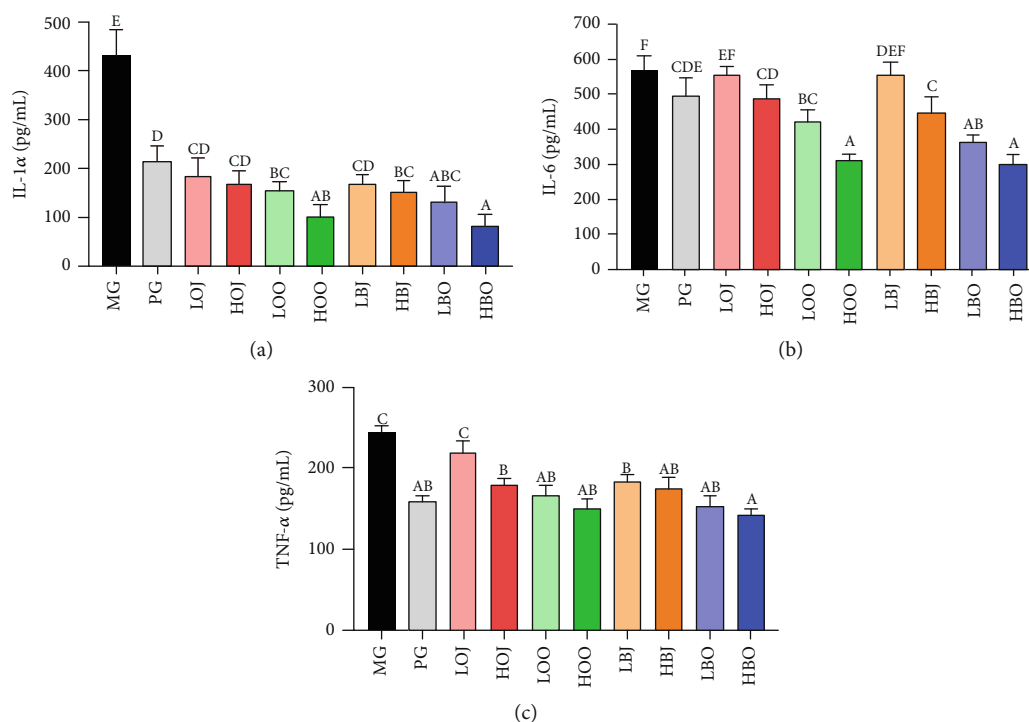 IL-1α (pg/mL)
500
400
300
200
100
0
E
D
CD
CD
BC
AB
CD
BC
ABC
A
MG
PG
LOJ
HOJ
LOO
HOO
LBJ
HBJ
LBO
HBO
(a)
IL-6 (pg/mL)
700
600
500
400
300
200
100
0
F
CDE
EF
CD
BC
A
DEF
C
AB
A
MG
PG
LOJ
HOJ
LOO
HOO
LBJ
HBJ
LBO
HBO
(b)
TNF-α (pg/mL)
300
200
100
0
C
AB
C
B
AB
AB
B
AB
AB
A
MG
PG
LOJ
HOJ
LOO
HOO
LBJ
HBJ
LBO
HBO
(c)